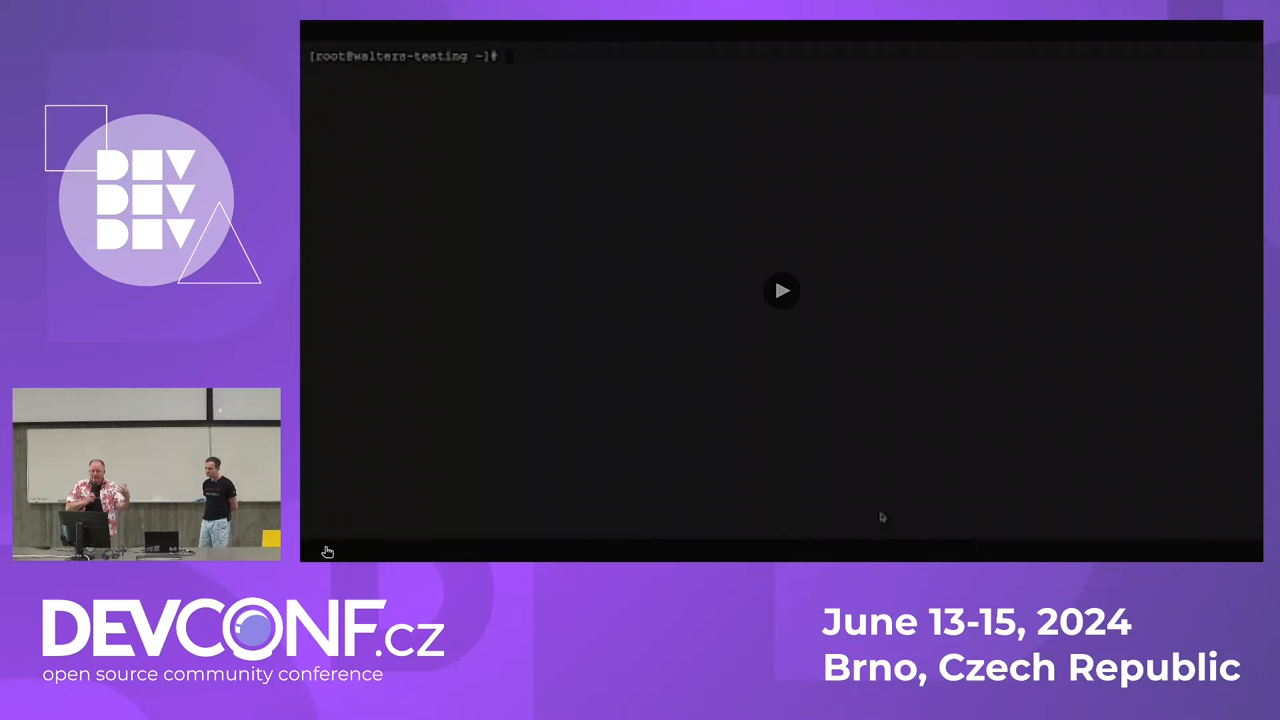 [root@walters-testing ~]#
DEV
DEV
DEV
DEVCONF.cz
open source community conference
June 13-15, 2024
Brno, Czech Republic